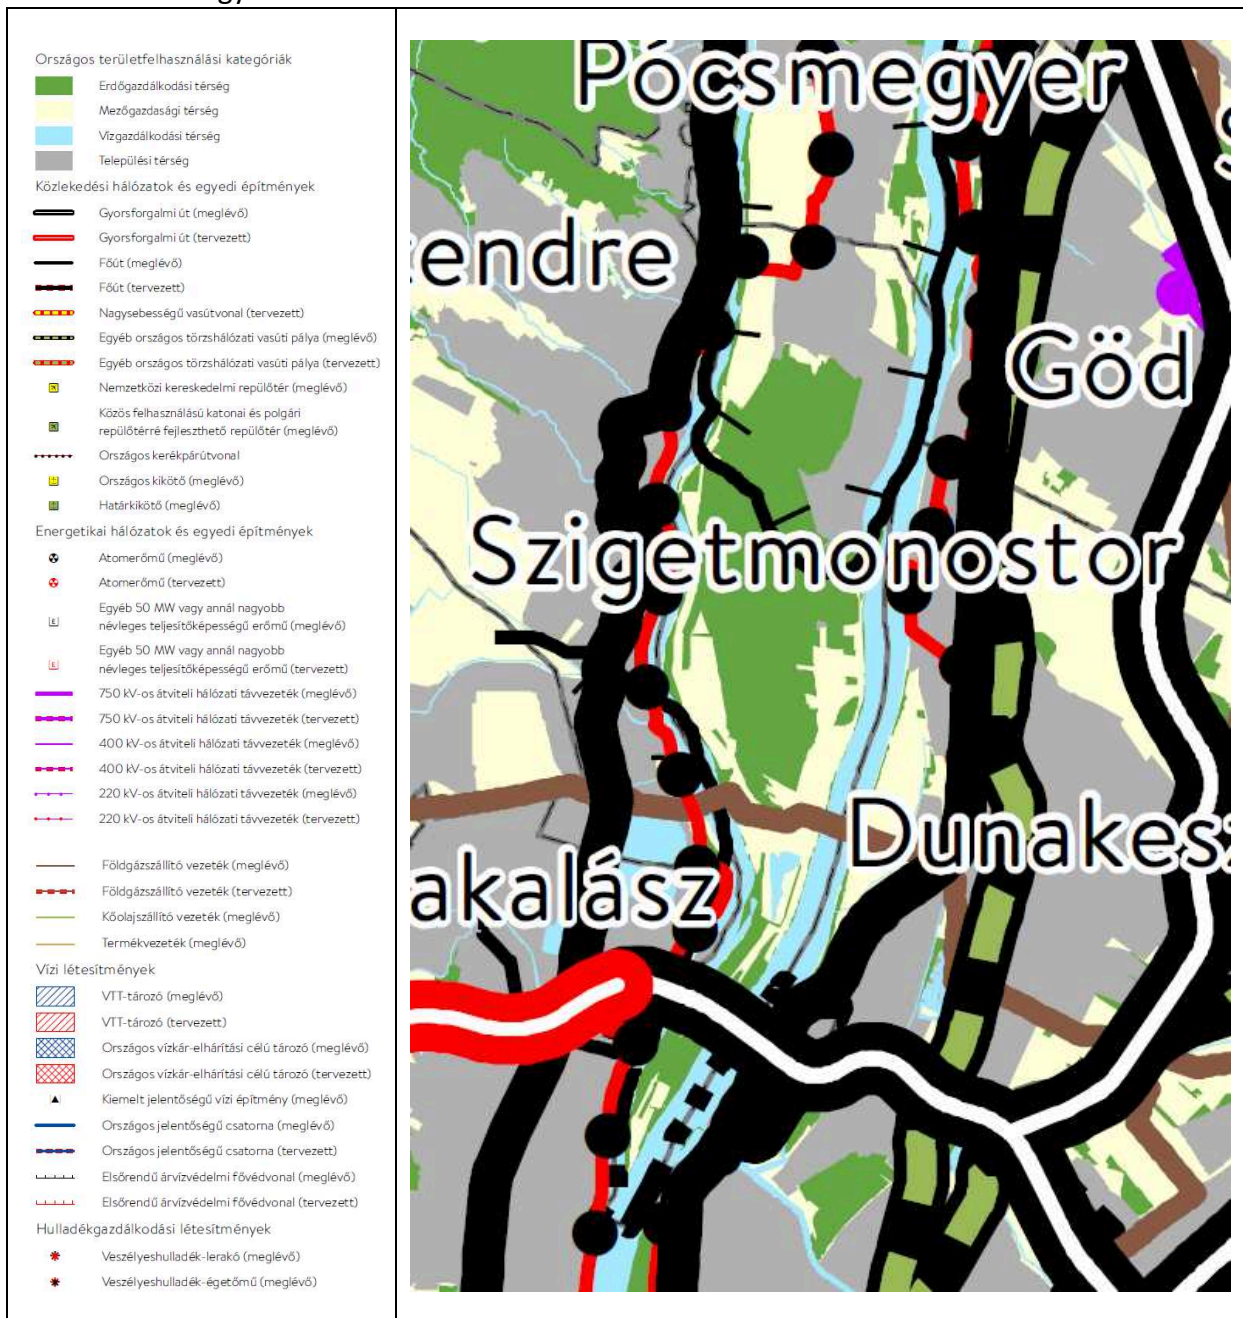 Országos területfelhasználási kategóriák
Erdőgazdálkodási térség
Mezőgazdasági térség
Vízgazdálkodási térség
Települési térség
Közlekedési hálózatok és egyedi építmények
Gyorsforgalmi út (meglévő)
Gyorsforgalmi út (tervezett)
Főút (meglévő)
Főút (tervezett)
Nagysebességű vasútvonal (tervezett)
Egyéb országos törzshálózati vasúti pálya (meglévő)
Egyéb országos törzshálózati vasúti pálya (tervezett)
Nemzetközi kereskedelmi repülőtér (meglévő)
Közös felhasználású katonai és polgári
repülőtérré fejleszthető repülőtér (meglévő)
Országos kerékpárútvonal
Országos kikötő (meglévő)
Határkikötő (meglévő)
Energetikai hálózatok és egyedi építmények
Atomerőmű (meglévő)
Atomerőmű (tervezett)
Egyéb 50 MW vagy annál nagyobb
névleges teljesítőképességű erőmű (meglévő)
Egyéb 50 MW vagy annál nagyobb
névleges teljesítőképességű erőmű (tervezett)
750 kV-os átviteli hálózati távvezeték (meglévő)
750 kV-os átviteli hálózati távvezeték (tervezett)
400 kV-os átviteli hálózati távvezeték (meglévő)
400 kV-os átviteli hálózati távvezeték (tervezett)
220 kV-os átviteli hálózati távvezeték (meglévő)
220 kV-os átviteli hálózati távvezeték (tervezett)
Földgázszállító vezeték (meglévő)
Földgázszállító vezeték (tervezett)
Kőolajszállító vezeték (meglévő)
Termékvezeték (meglévő)
Vízi létesítmények
VTT-tározó (meglévő)
VTT-tározó (tervezett)
Országos vízkár-elhárítási célú tározó (meglévő)
Országos vízkár-elhárítási célú tározó (tervezett)
Kiemelt jelentőségű vízi építmény (meglévő)
Országos jelentőségű csatorna (meglévő)
Országos jelentőségű csatorna (tervezett)
Elsőrendű árvízvédelmi fővédvonal (meglévő)
Elsőrendű árvízvédelmi fővédvonal (tervezett)
Hulladékgazdálkodási létesítmények
Veszélyeshulladék-lerakó (meglévő)
Veszélyeshulladék-égetőmű (meglévő)
Pócsmegyer
endre
Göd
Szigetmonostor
Dunakesz
akalász